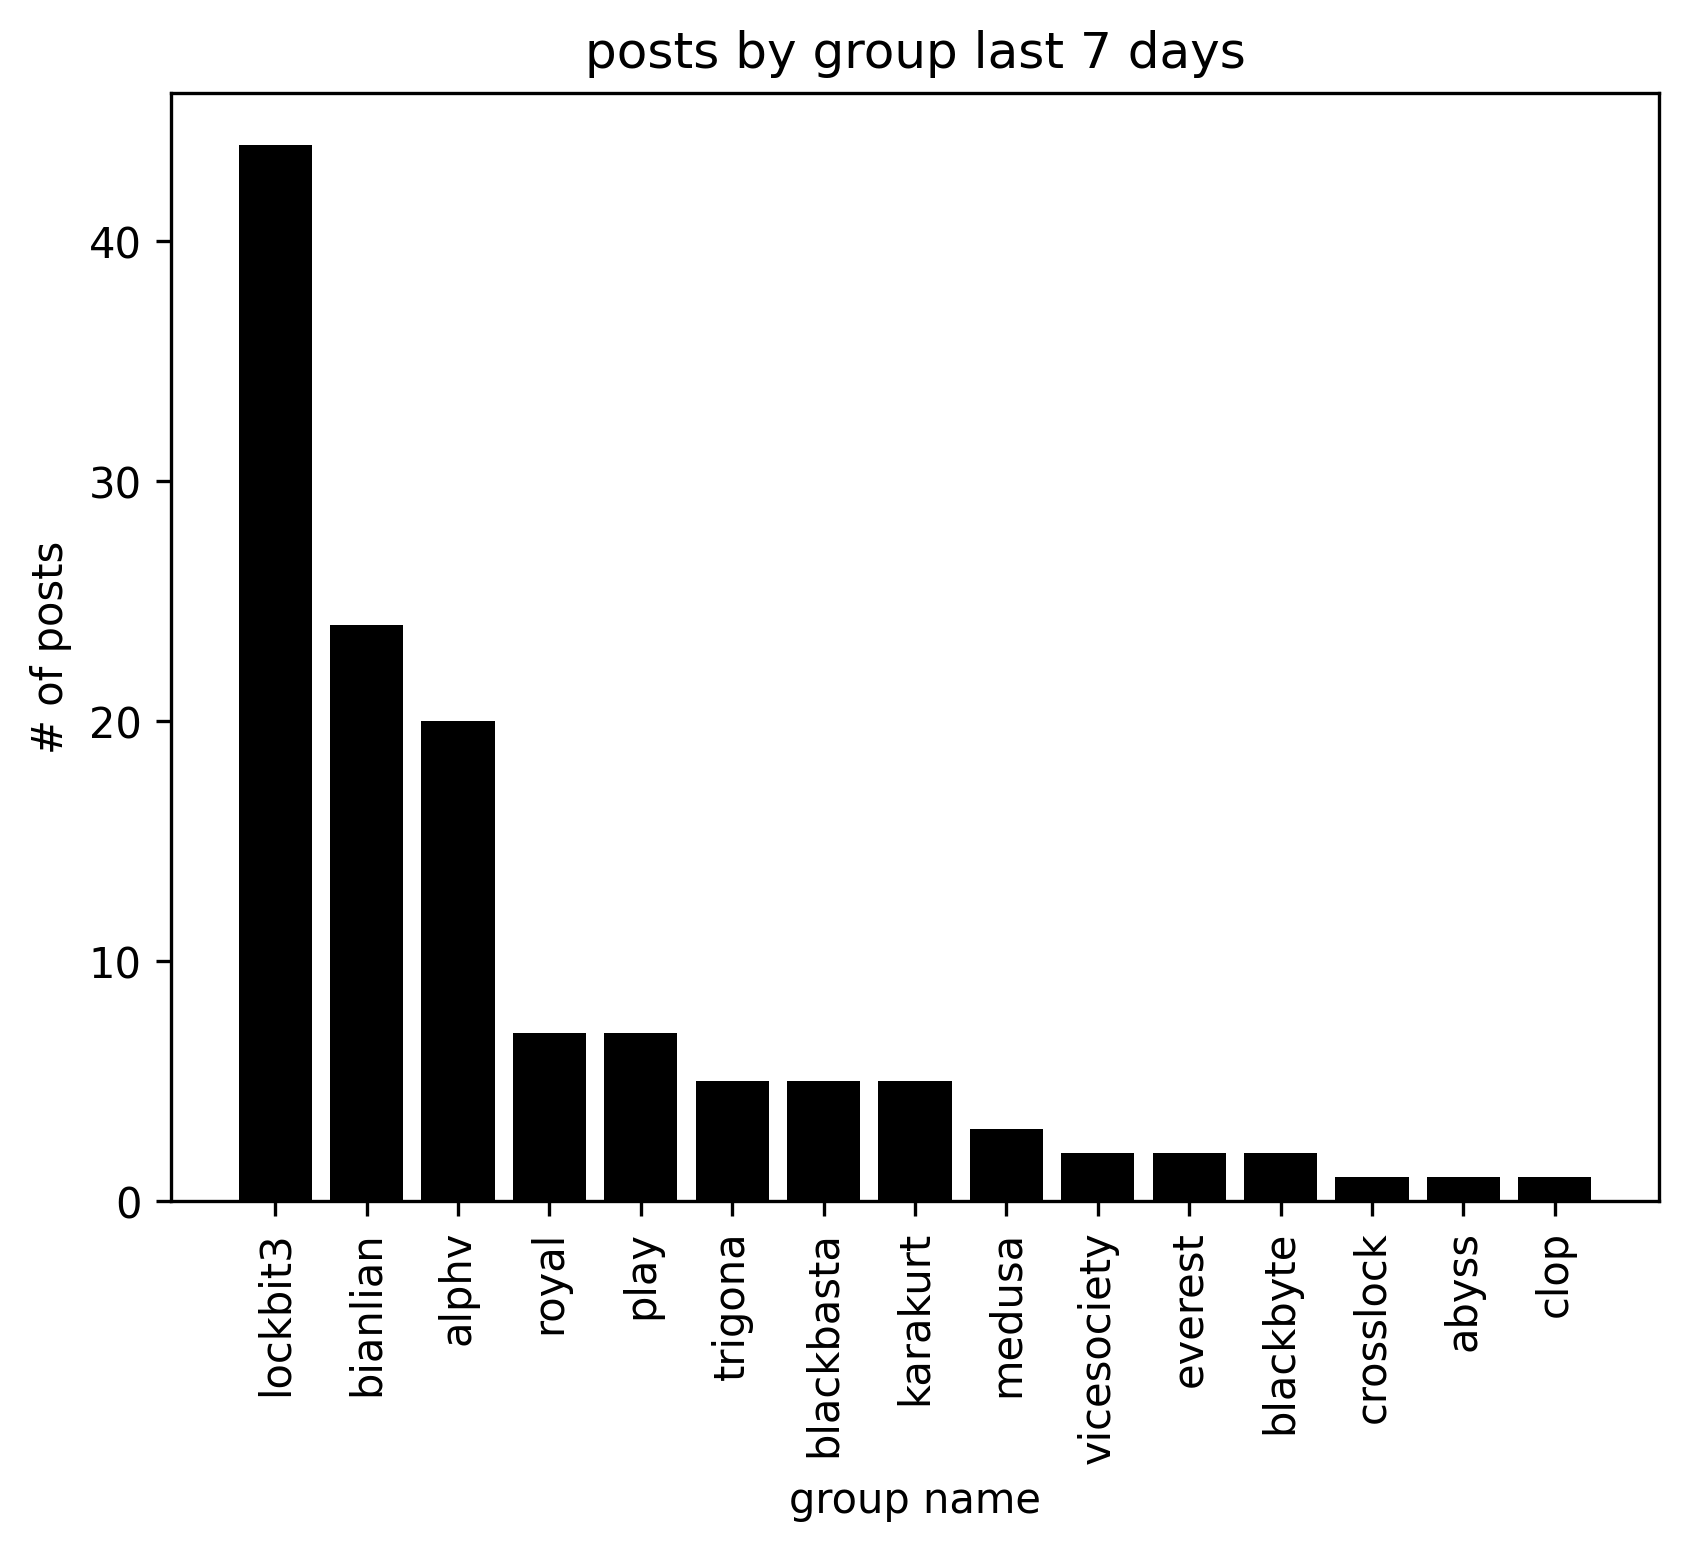 posts by group last 7 days
# of posts
40
30
20
10
0
lockbit3
bianlian
alphv
royal
play
trigona
blackbasta
karakurt
medusa
vicesociety
everest
blackbyte
crosslock
abyss
clop
group name